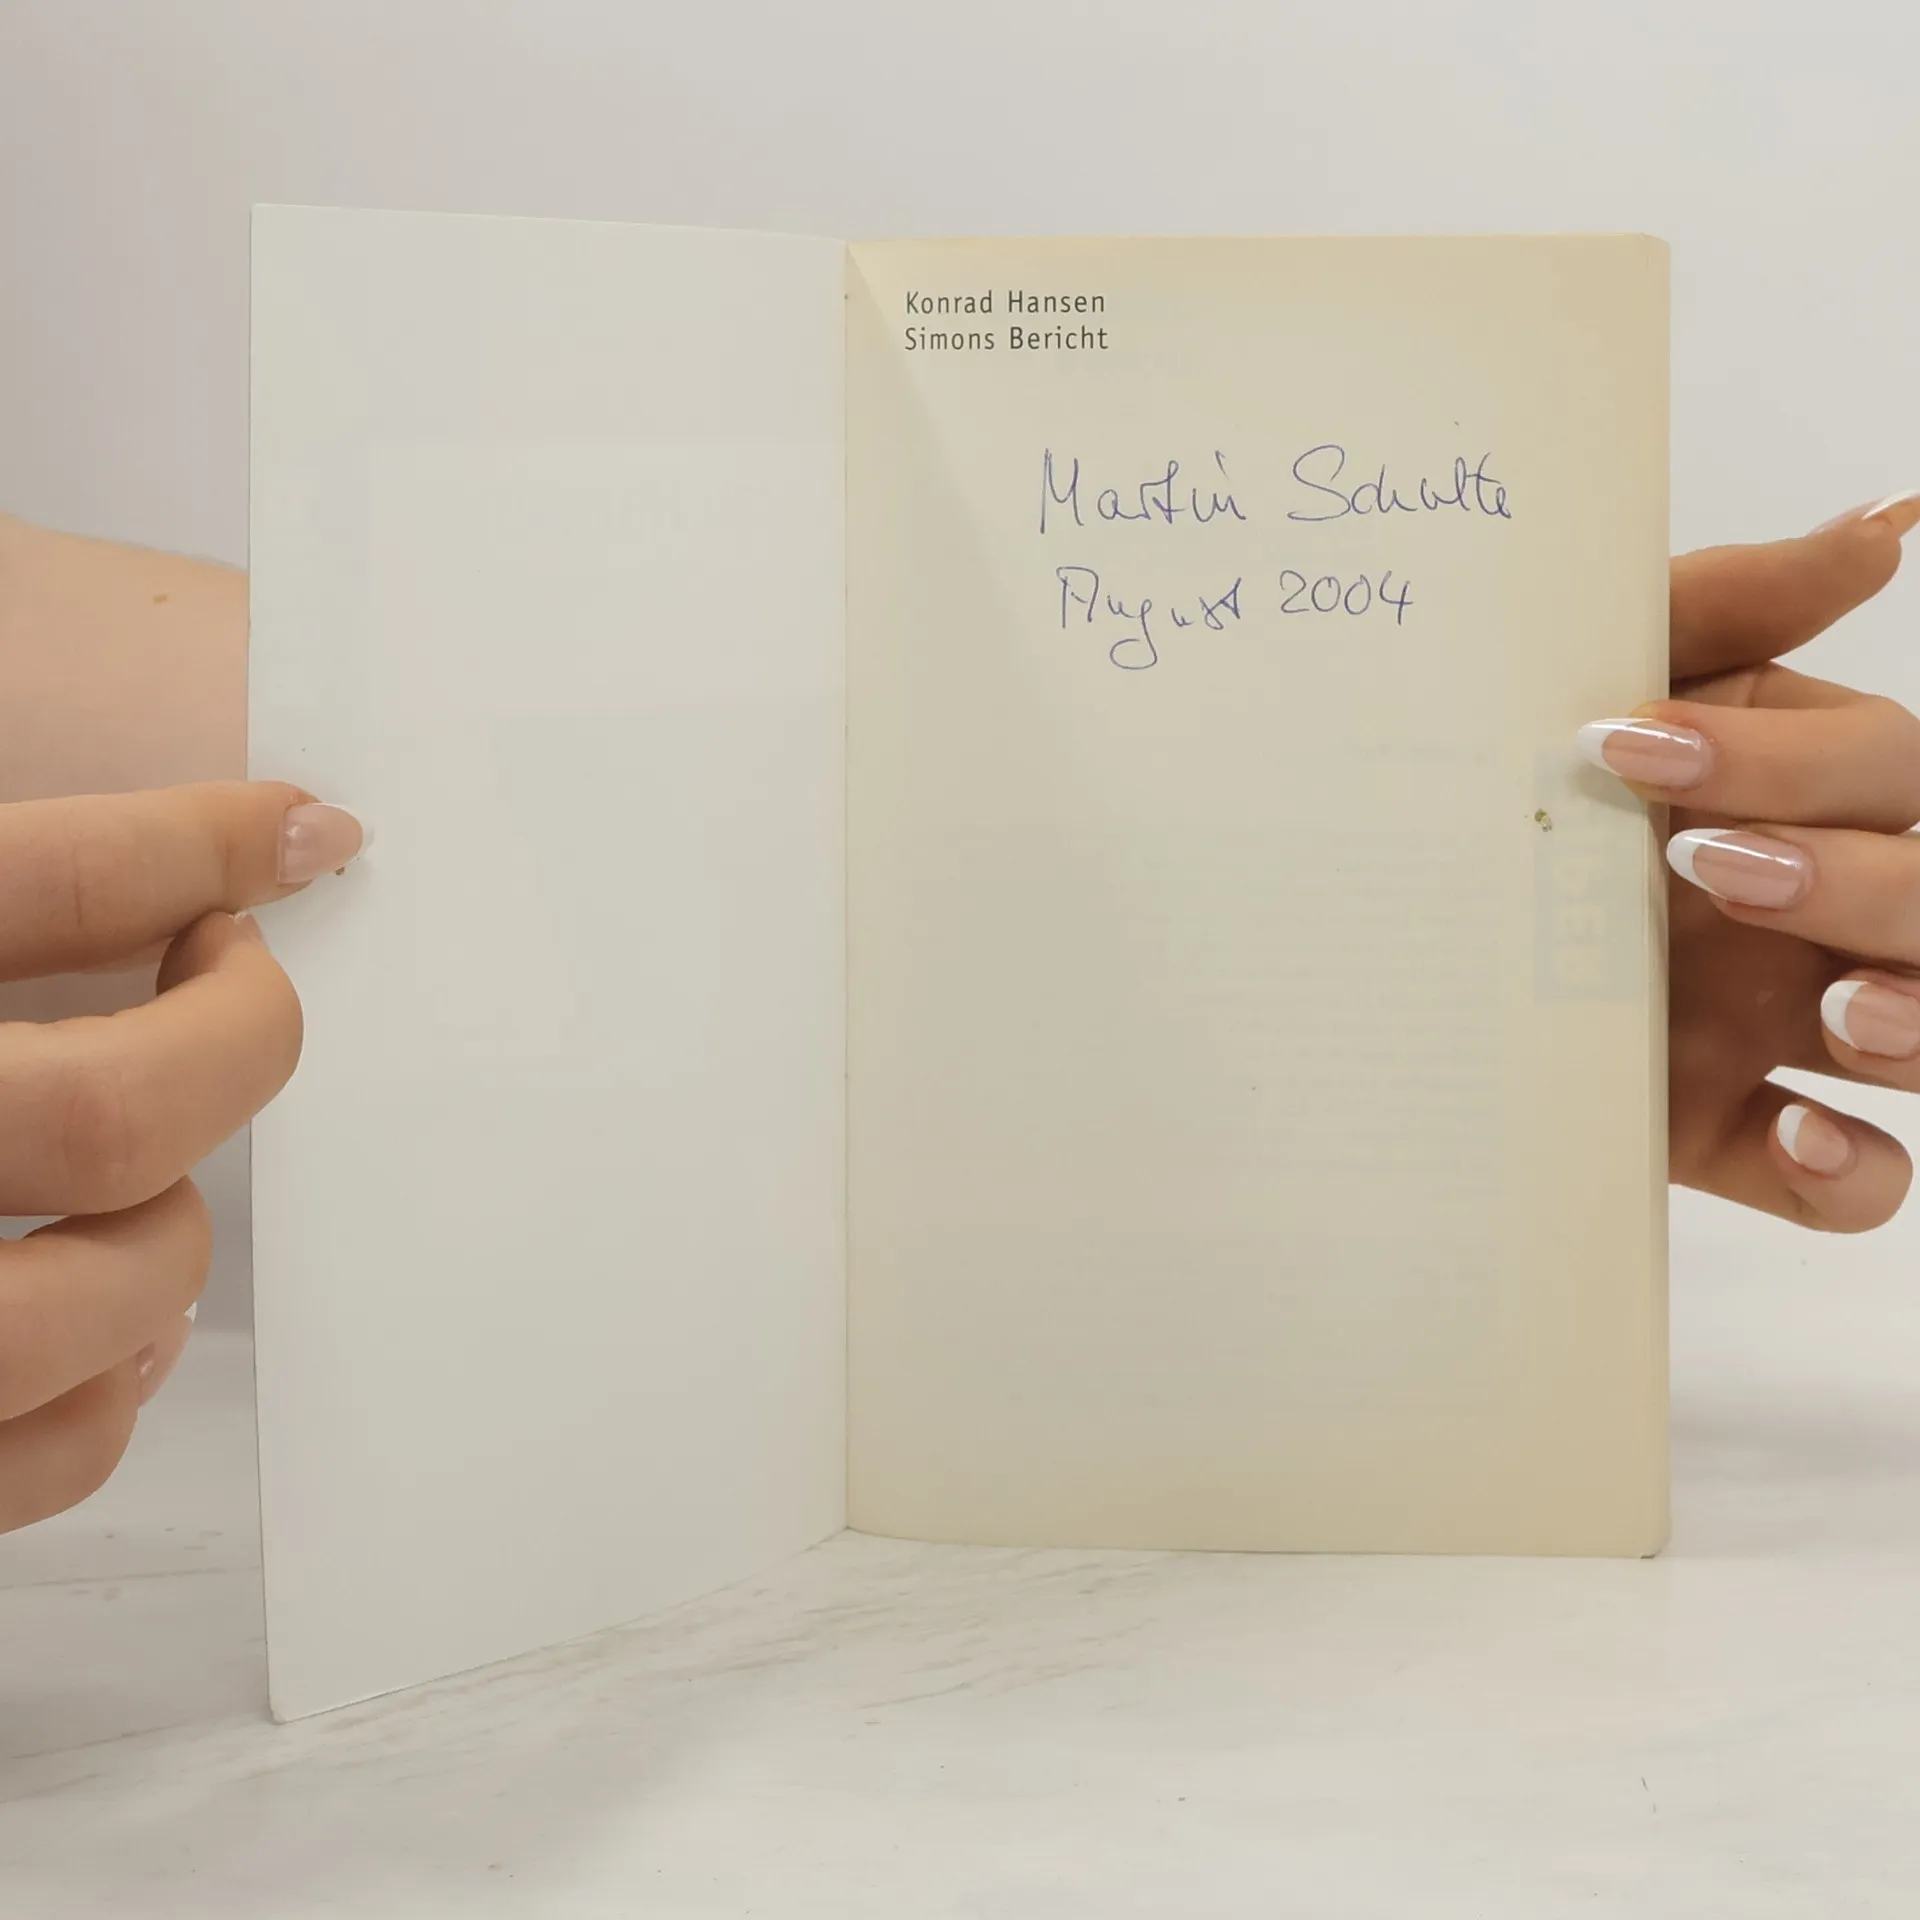 Konrad Hansen
Simons Bericht
Martin Schulte
August 2004